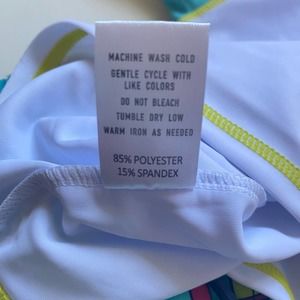 MACHINE WASH COLD
GENTLE CYCLE WITH
LIKE COLORS
DO NOT BLEACH
TUMBLE DRY LOW
WARM IRON AS NEEDED
85% POLYESTER
15% SPANDEX